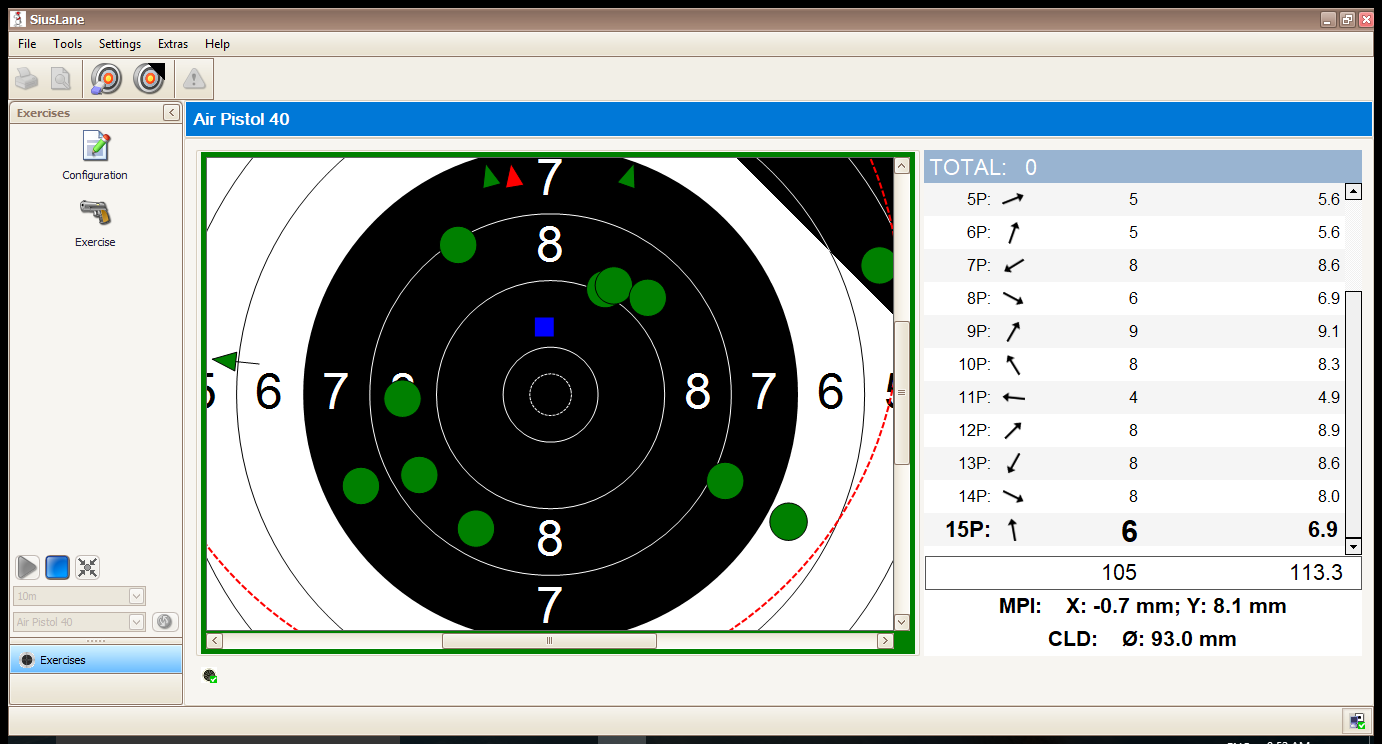 SiusLane
File Tools Settings Extras Help
Exercises
Configuration
Exercise
10m
Air Pistol 40
Exercises
Air Pistol 40
7
8
5 6 7 8 8 7 6 5
8
7
TOTAL: 0
5P: 5 5.6
6P: 5 5.6
7P: 8 8.6
8P: 6 6.9
9P: 9 9.1
10P: 8 8.3
11P: 4 4.9
12P: 8 8.9
13P: 8 8.6
14P: 8 8.0
15P: 6 6.9
105 113.3
MPI: X: -0.7 mm; Y: 8.1 mm
CLD: Ø: 93.0 mm